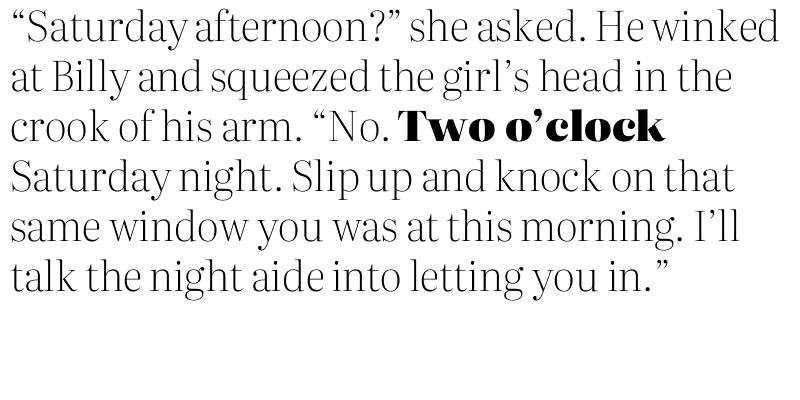 “Saturday afternoon?” she asked. He winked
at Billy and squeezed the girl’s head in the
crook of his arm. “No. Two o’clock
Saturday night. Slip up and knock on that
same window you was at this morning. I’ll
talk the night aide into letting you in.”